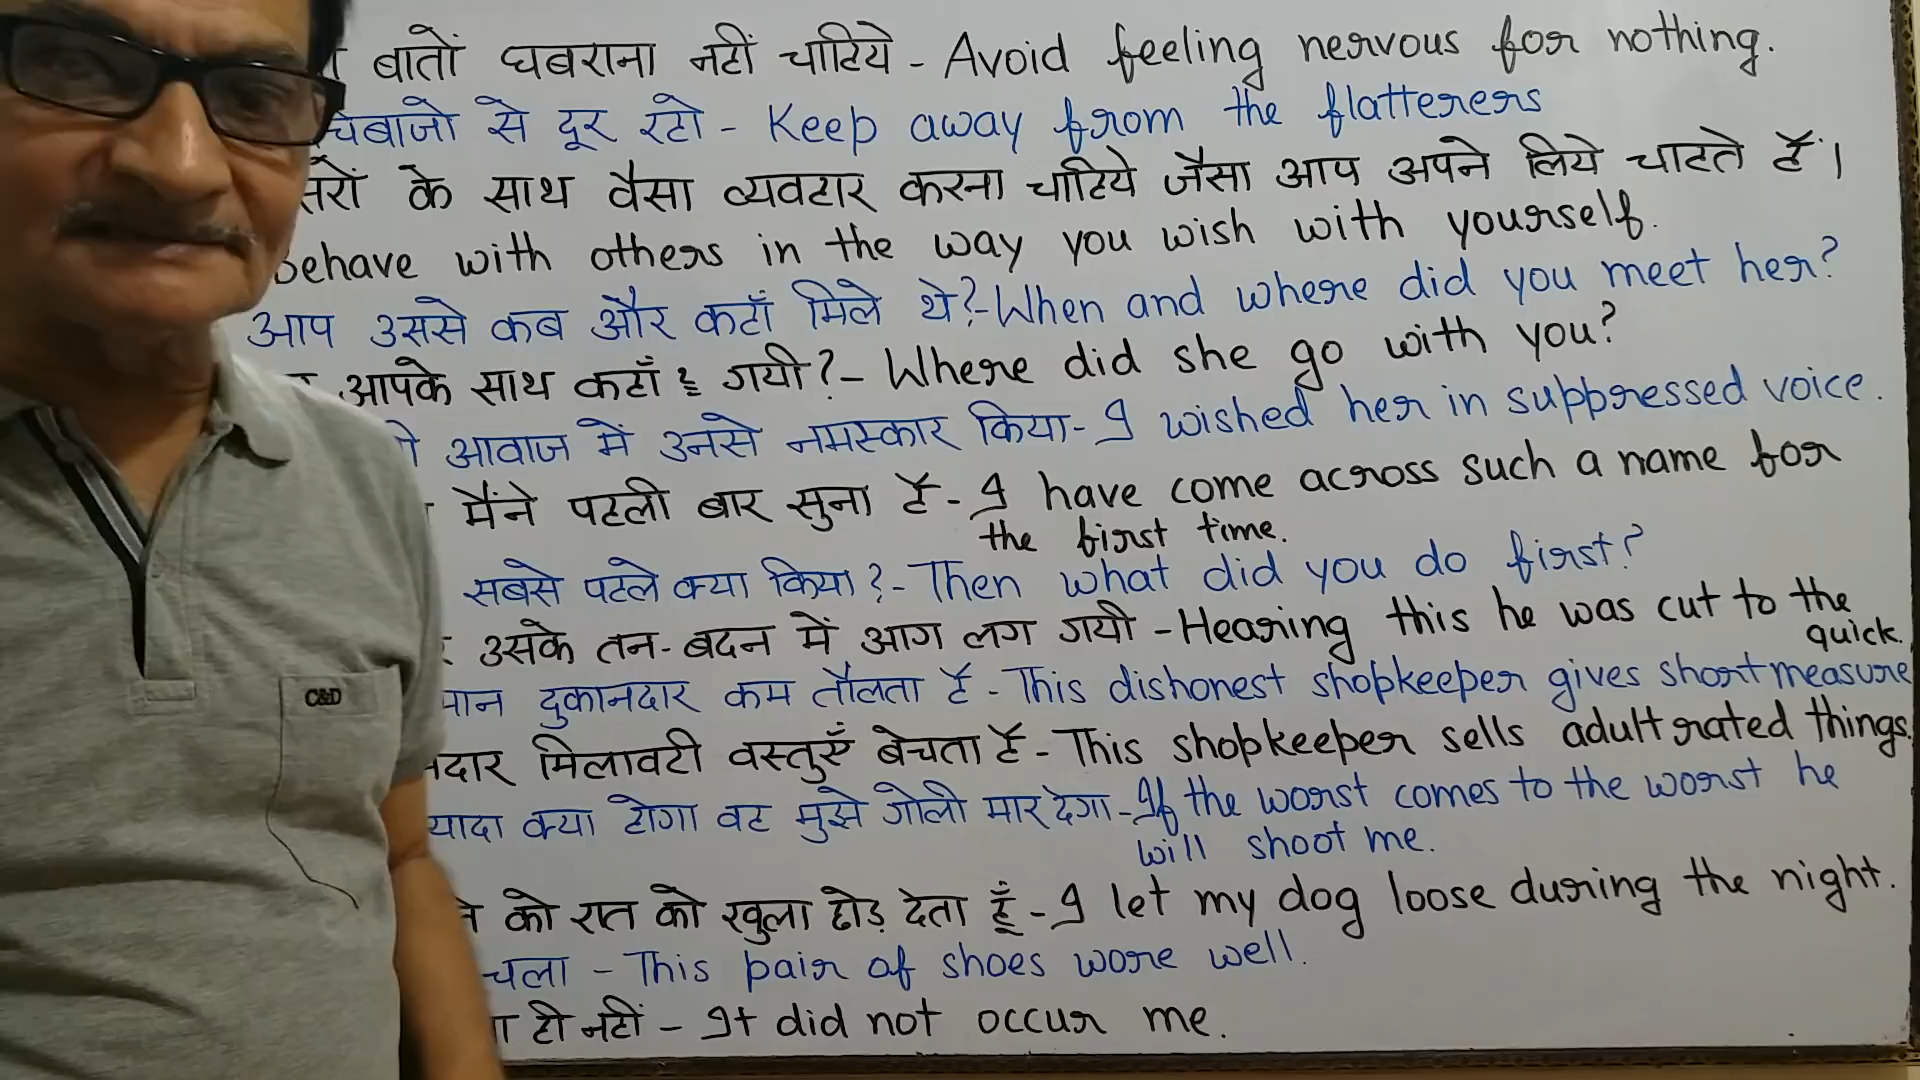 बातों घबराना नहीं चाहिये - Avoid feeling nervous for nothing.
से दूर रहो - Keep away from the flatterers
के साथ वैसा व्यवहार करना चाहिये जैसा आप अपने लिये चाहते हैं।
Behave with others in the way you wish with yourself.
आप उससे कब और कहाँ मिले थे? - When and where did you meet her?
आपके साथ कहाँ गयी? - Where did she go with you?
आवाज में उनसे नमस्कार किया - I wished her in suppressed voice.
मैंने पहली बार सुना है - I have come across such a name for
the first time.
सबसे पहले क्या किया? - Then what did you do first?
उसके तन-बदन में आग लग गयी - Hearing this he was cut to the
quick.
मान दुकानदार कम तौलता है - This dishonest shopkeeper gives short measure
दार मिलावटी वस्तुएँ बेचता है - This shopkeeper sells adultrated things.
यादा क्या होगा वह मुझे गोली मार देगा - If the worst comes to the worst he
will shoot me.
को रात को खुला छोड़ देता हूँ - I let my dog loose during the night.
चला - This pair of shoes wore well.
ही नहीं - It did not occur me.
C&D